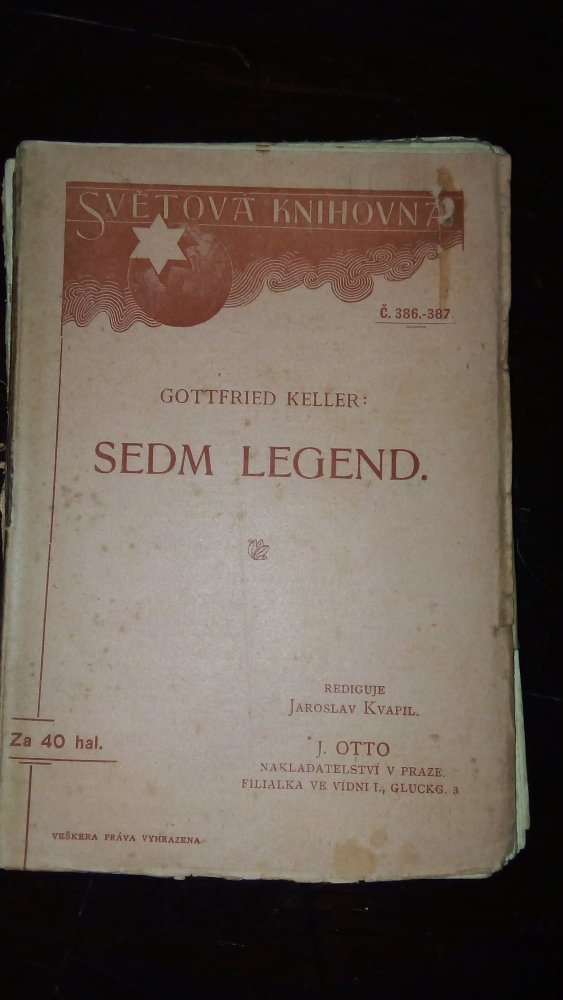 SVĚTOVÁ KNIHOVNA
Č. 386.-387.
GOTTFRIED KELLER:
SEDM LEGEND.
REDIGUJE
JAROSLAV KVAPIL.
Za 40 hal.
J. OTTO
NAKLADATELSTVÍ V PRAZE.
FILIALKA VE VÍDNI I., GLUCKG. 3
VEŠKERA PRÁVA VYHRAZENA